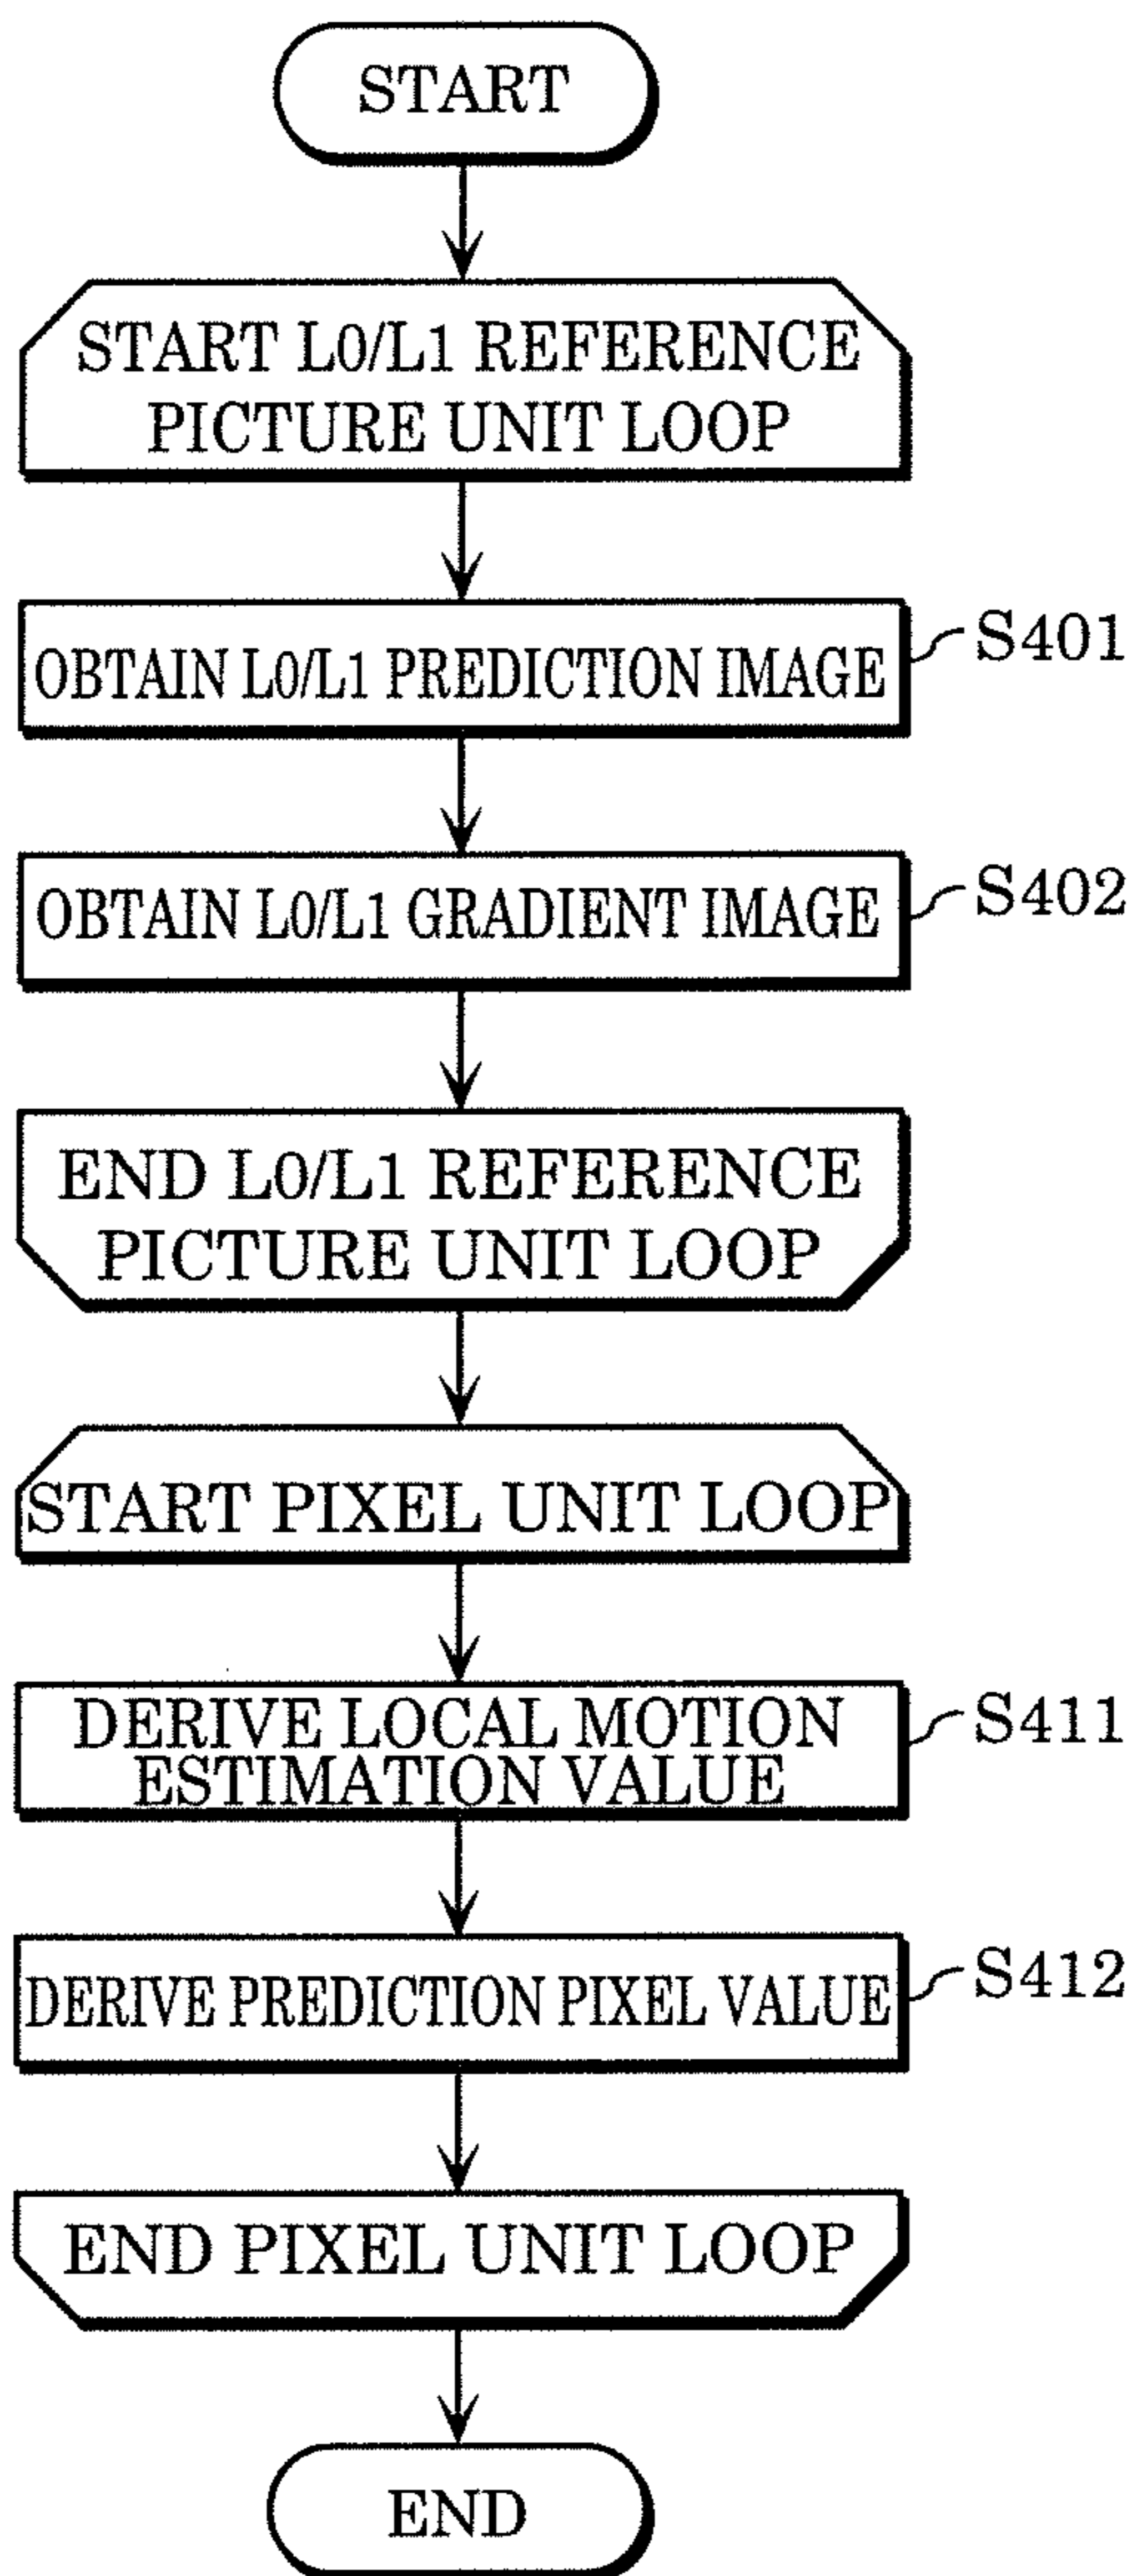 START
START L0/L1 REFERENCE
PICTURE UNIT LOOP
OBTAIN L0/L1 PREDICTION IMAGE
S401
OBTAIN L0/L1 GRADIENT IMAGE
S402
END L0/L1 REFERENCE
PICTURE UNIT LOOP
START PIXEL UNIT LOOP
DERIVE LOCAL MOTION
ESTIMATION VALUE
S411
DERIVE PREDICTION PIXEL VALUE
S412
END PIXEL UNIT LOOP
END